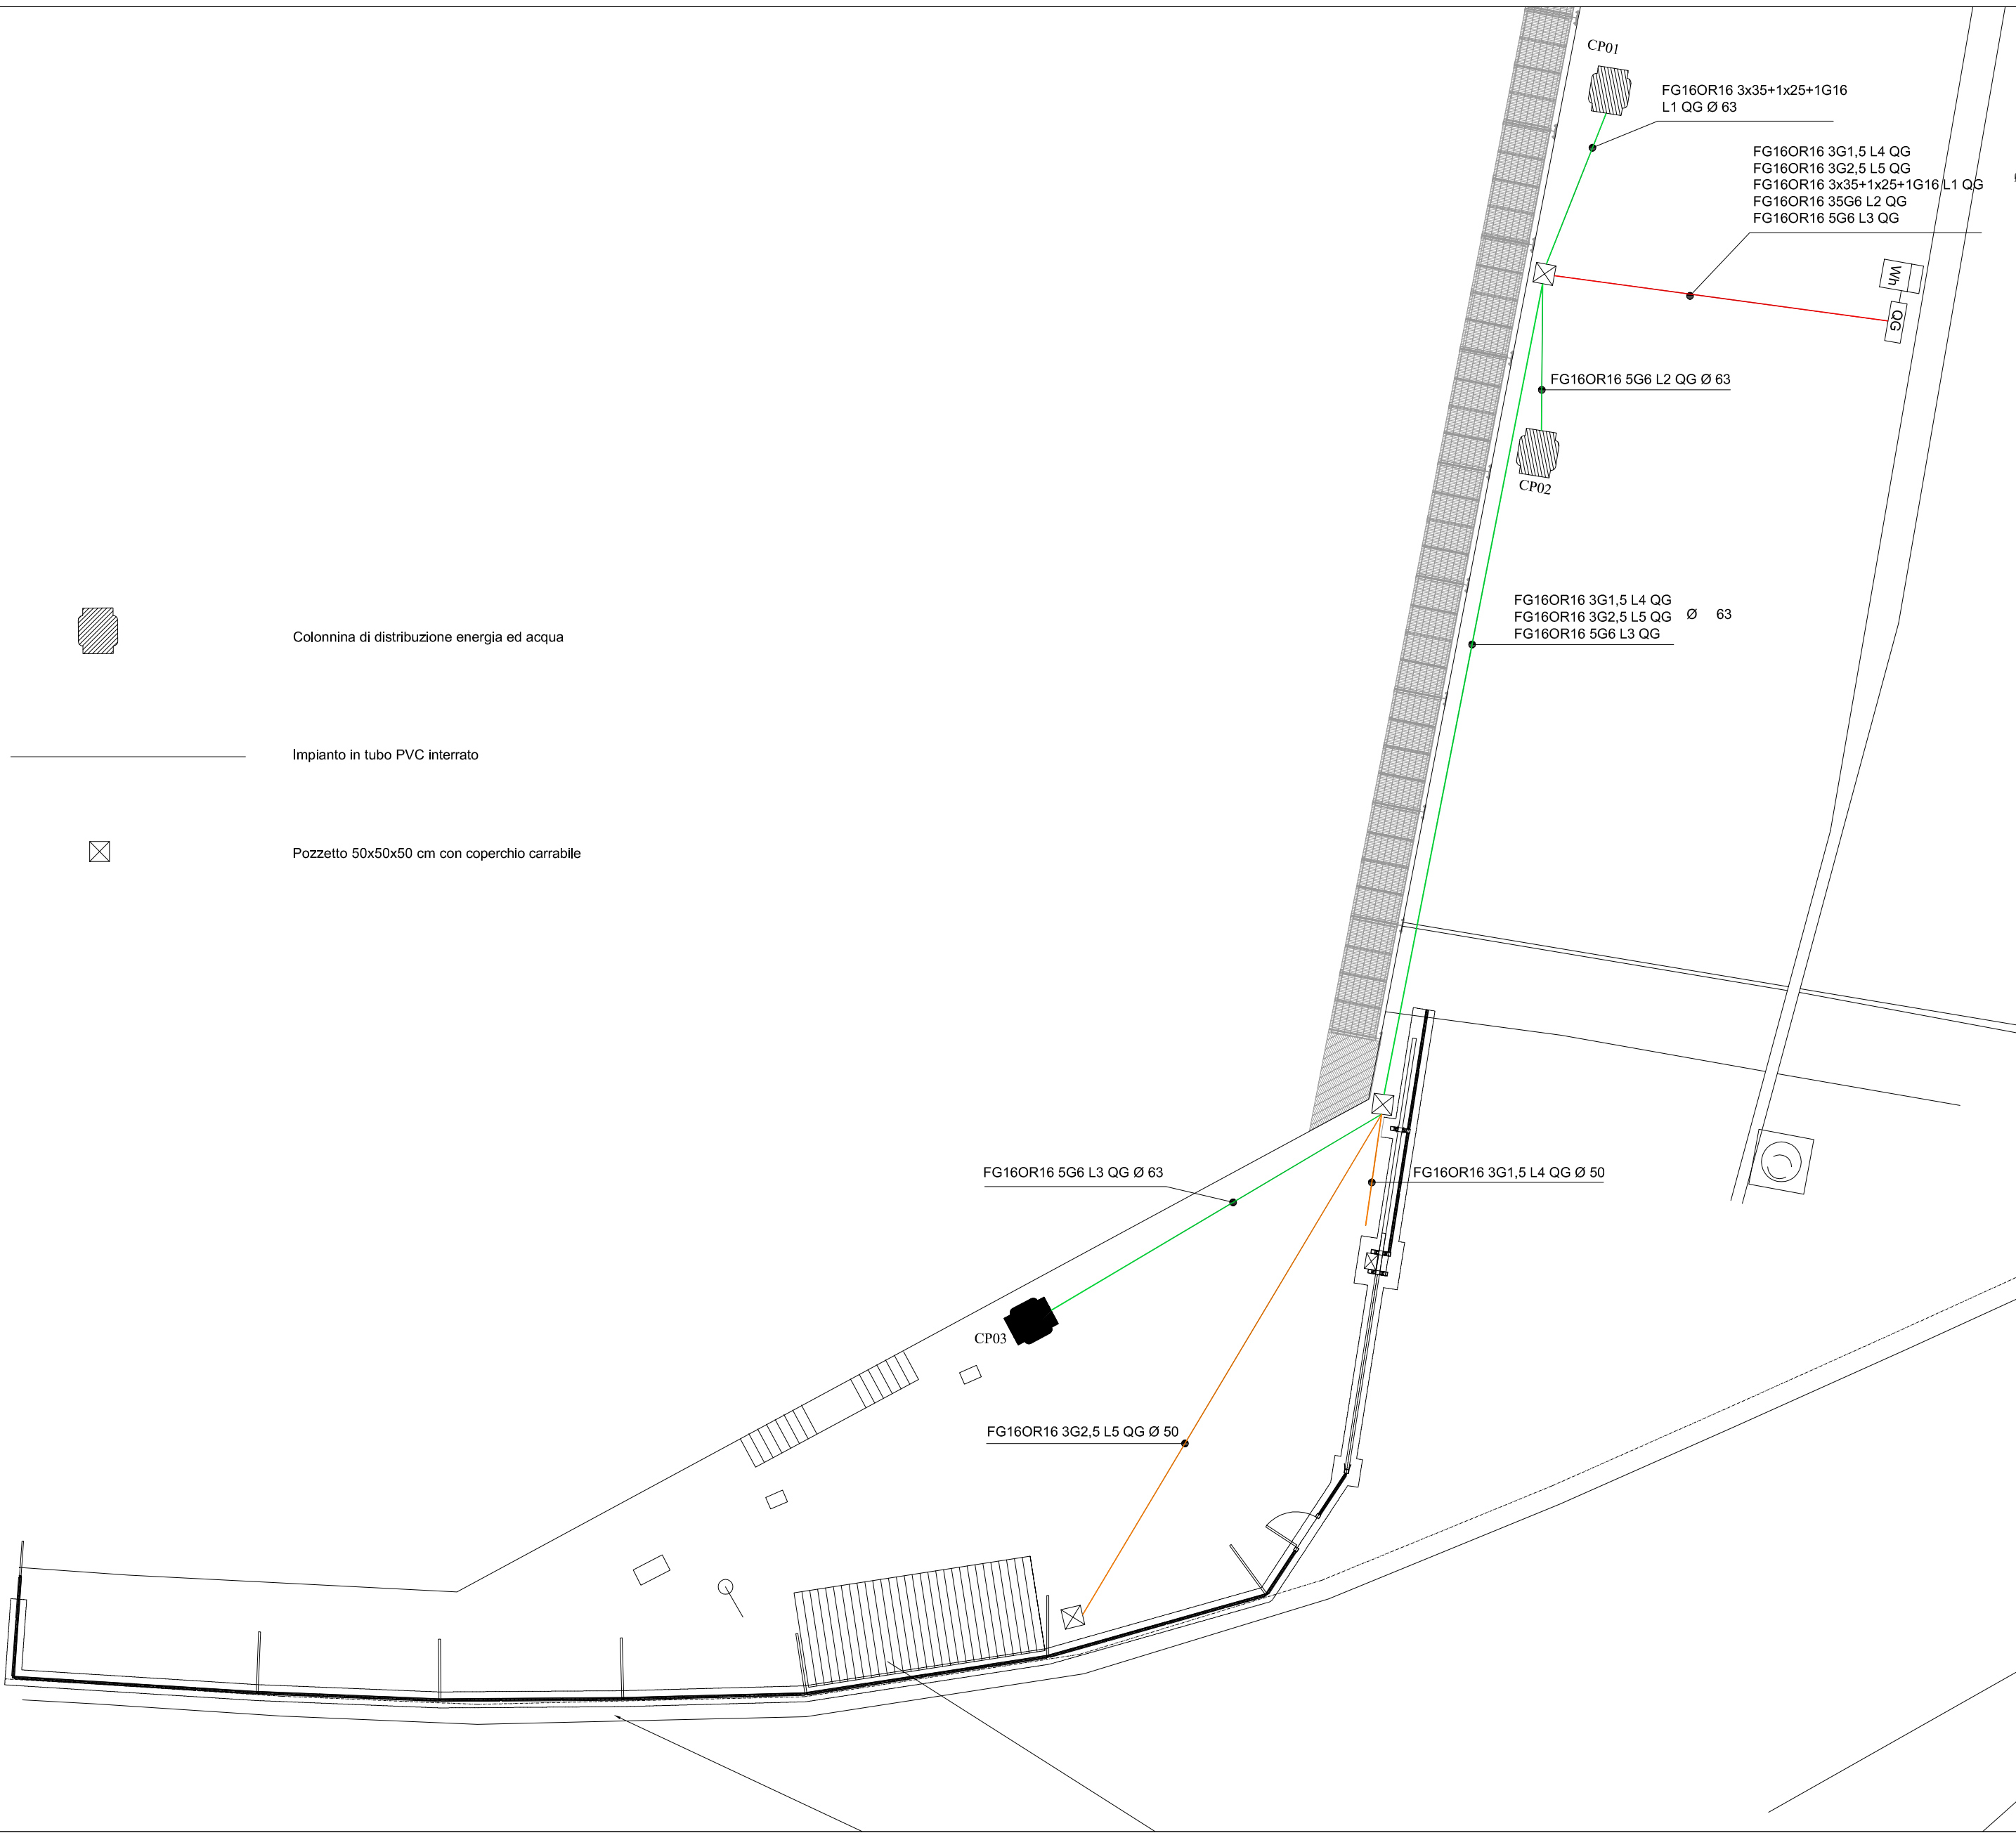 CP01
FG16OR16 3x35+1x25+1G16
L1 QG Ø 63
FG16OR16 3G1,5 L4 QG
FG16OR16 3G2,5 L5 QG
FG16OR16 3x35+1x25+1G16 L1 QG
FG16OR16 35G6 L2 QG
FG16OR16 5G6 L3 QG
Wh
QG
FG16OR16 5G6 L2 QG Ø 63
CP02
FG16OR16 3G1,5 L4 QG
FG16OR16 3G2,5 L5 QG Ø 63
FG16OR16 5G6 L3 QG
Colonnina di distribuzione energia ed acqua
Impianto in tubo PVC interrato
Pozzetto 50x50x50 cm con coperchio carrabile
FG16OR16 5G6 L3 QG Ø 63
FG16OR16 3G1,5 L4 QG Ø 50
CP03
FG16OR16 3G2,5 L5 QG Ø 50